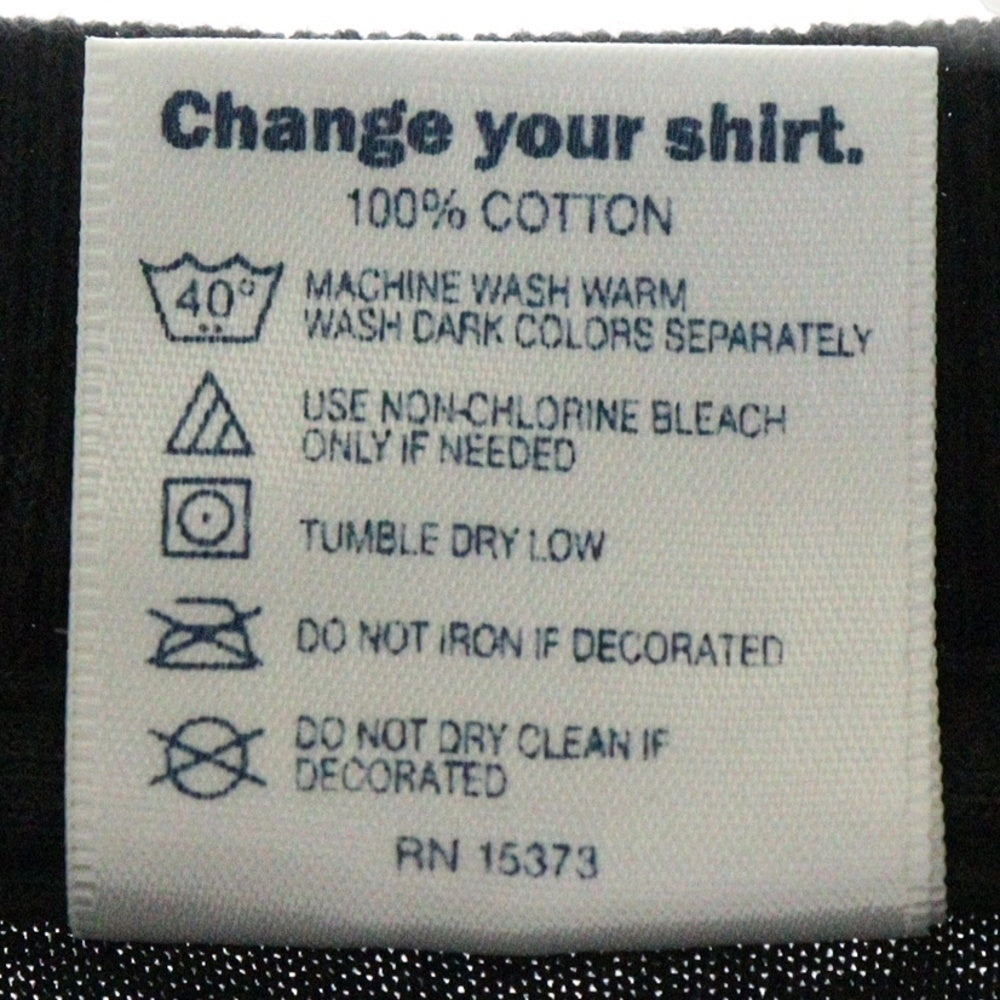 Change your shirt.
100% COTTON
40°
MACHINE WASH WARM
WASH DARK COLORS SEPARATELY
USE NON-CHLORINE BLEACH
ONLY IF NEEDED
TUMBLE DRY LOW
DO NOT IRON IF DECORATED
DO NOT DRY CLEAN IF
DECORATED
RN 15373